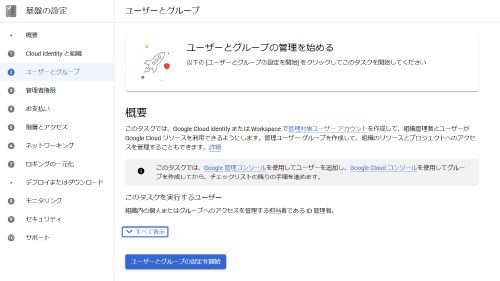 基盤の設定
ユーザーとグループ
概要
1 Cloud Identity と組織
2 ユーザーとグループ
3 管理者権限
4 お支払い
5 階層とアクセス
6 ネットワーキング
7 ロギングの一元化
デプロイまたはダウンロード
8 モニタリング
9 セキュリティ
10 サポート
ユーザーとグループの管理を始める
以下の [ユーザーとグループの設定を開始] をクリックしてこのタスクを開始してください
概要
このタスクでは、Google Cloud Identity または Workspace で管理対象ユーザー アカウントを作成して、組織管理者とユーザーが
Google Cloud リソースを利用できるようにします。管理ユーザー グループを作成して、組織のリソースとプロジェクトへのアクセ
スを管理することもできます。詳細
このタスクでは、Google 管理コンソールを使用してユーザーを追加し、Google Cloud コンソールを使用してグルー
プを作成してから、チェックリストの残りの手順を進めます。
このタスクを実行するユーザー
組織内の個人またはグループへのアクセスを管理する担当者である ID 管理者。
すべて表示
ユーザーとグループの設定を開始